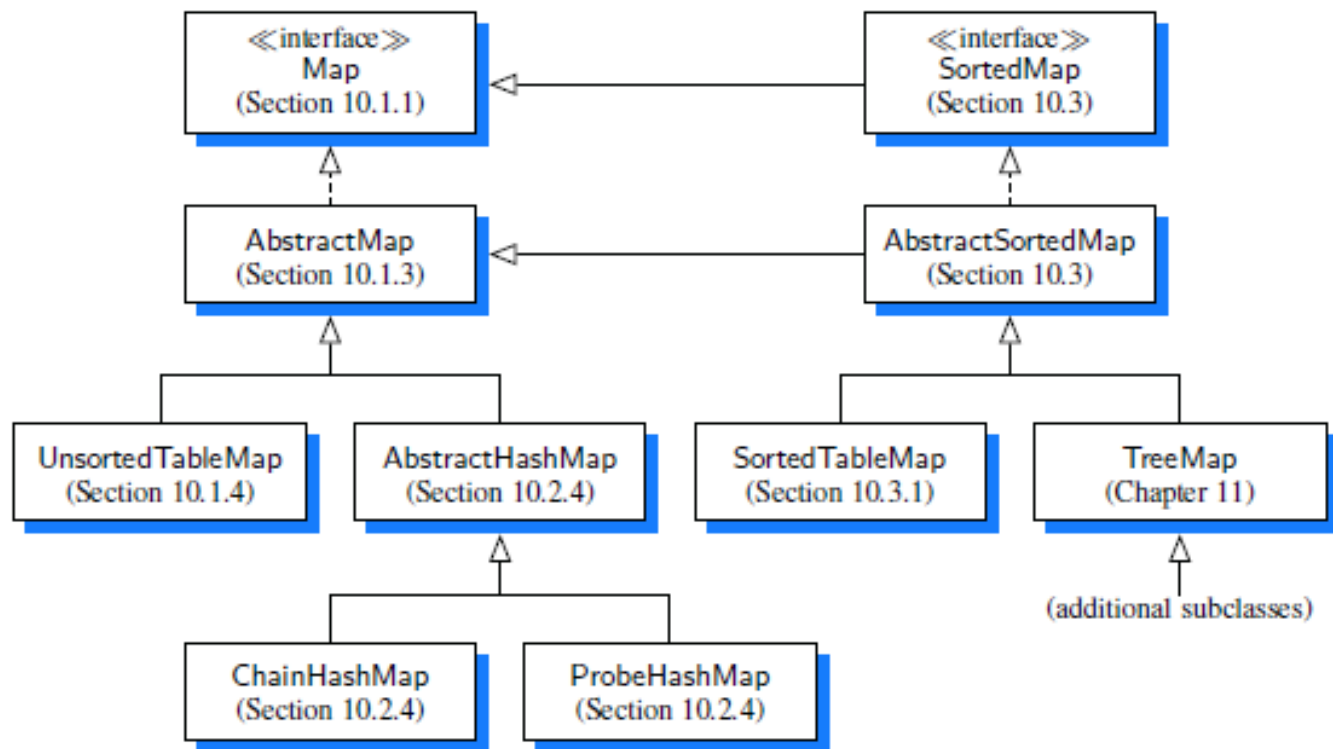 ≪interface≫
Map
(Section 10.1.1)
≪interface≫
SortedMap
(Section 10.3)
AbstractMap
(Section 10.1.3)
AbstractSortedMap
(Section 10.3)
UnsortedTableMap
(Section 10.1.4)
AbstractHashMap
(Section 10.2.4)
SortedTableMap
(Section 10.3.1)
TreeMap
(Chapter 11)
(additional subclasses)
ChainHashMap
(Section 10.2.4)
ProbeHashMap
(Section 10.2.4)